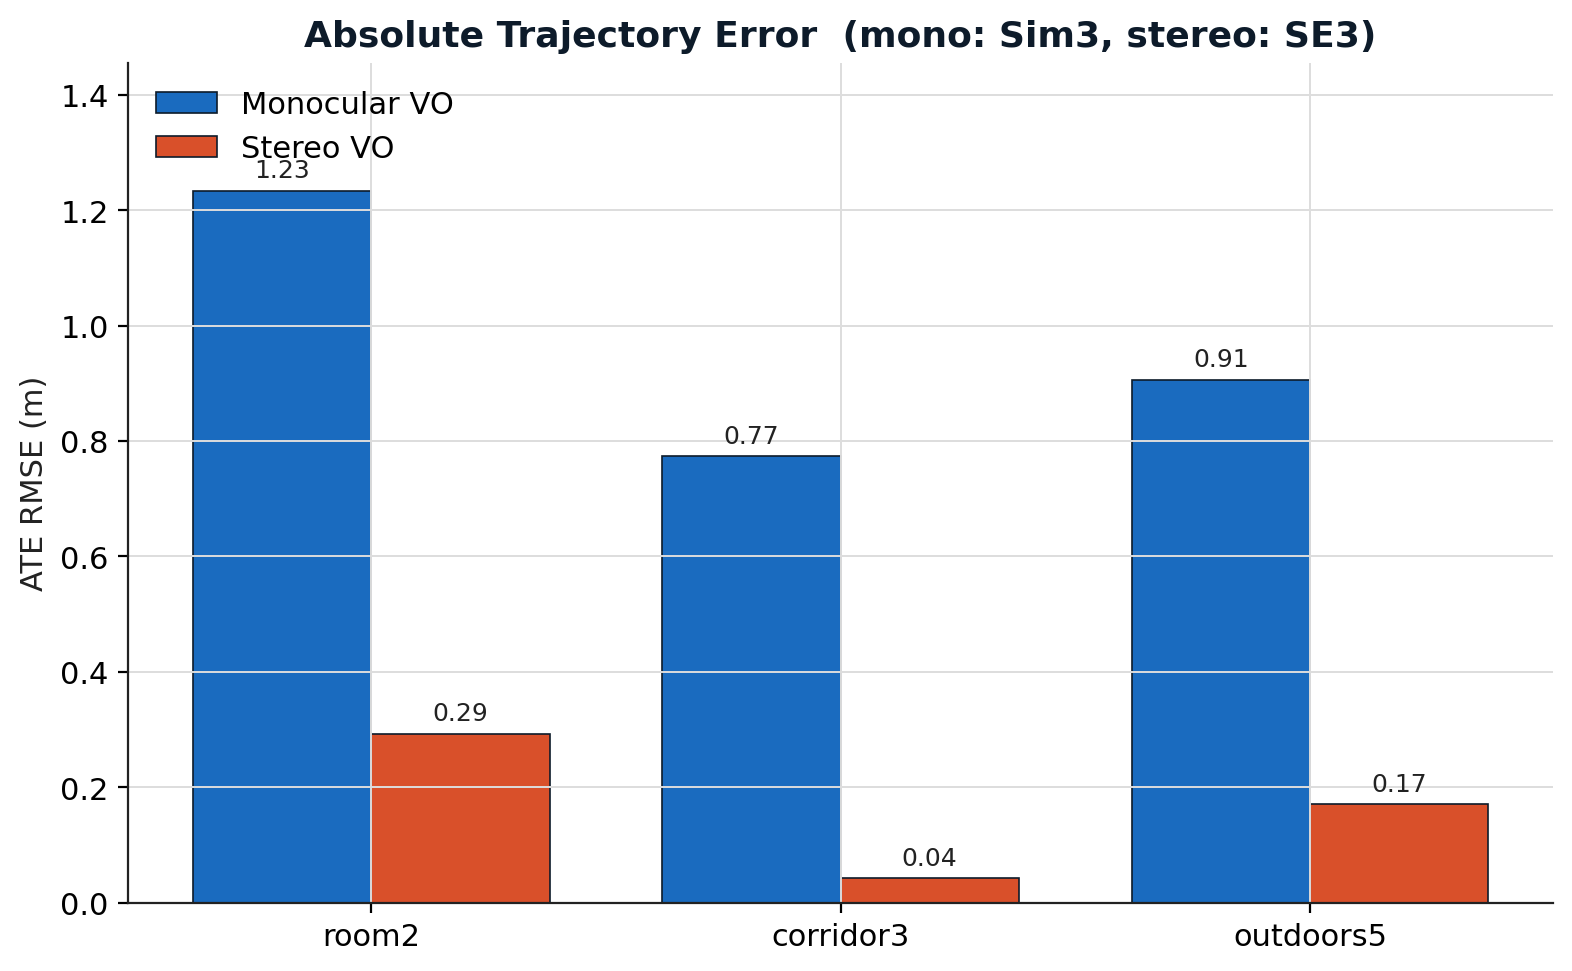 Absolute Trajectory Error (mono: Sim3, stereo: SE3)
Monocular VO
Stereo VO
ATE RMSE (m)
1.4
1.2
1.0
0.8
0.6
0.4
0.2
0.0
1.23
0.29
0.77
0.04
0.91
0.17
room2
corridor3
outdoors5